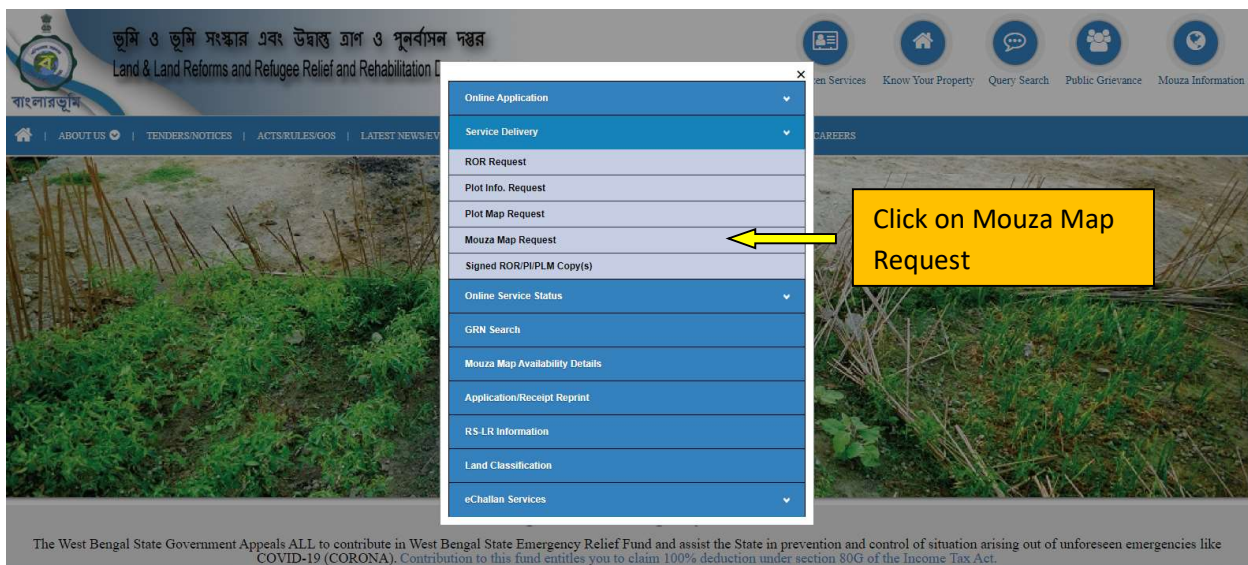 ভূমি ও ভূমি সংস্কার এবং উদ্বাস্তু ত্রাণ ও পুনর্বাসন দপ্তর
Land & Land Reforms and Refugee Relief and Rehabilitation
বাংলারভূমি
Services
Know Your Property
Query Search
Public Grievance
Mouza Information
ABOUT US | TENDERS/NOTICES | ACTS/RULES/GOS | LATEST
CAREERS
×
Online Application
Service Delivery
ROR Request
Plot Info. Request
Plot Map Request
Mouza Map Request
Signed ROR/PI/PLM Copy(s)
Online Service Status
GRN Search
Mouza Map Availability Details
Application/Receipt Reprint
RS-LR Information
Land Classification
eChallan Services
Click on Mouza Map
Request
The West Bengal State Government Appeals ALL to contribute in West Bengal State Emergency Relief Fund and assist the State in prevention and control of situation arising out of unforeseen emergencies like
COVID-19 (CORONA). Contribution to this fund entitles you to claim 100% deduction under section 80G of the Income Tax Act.